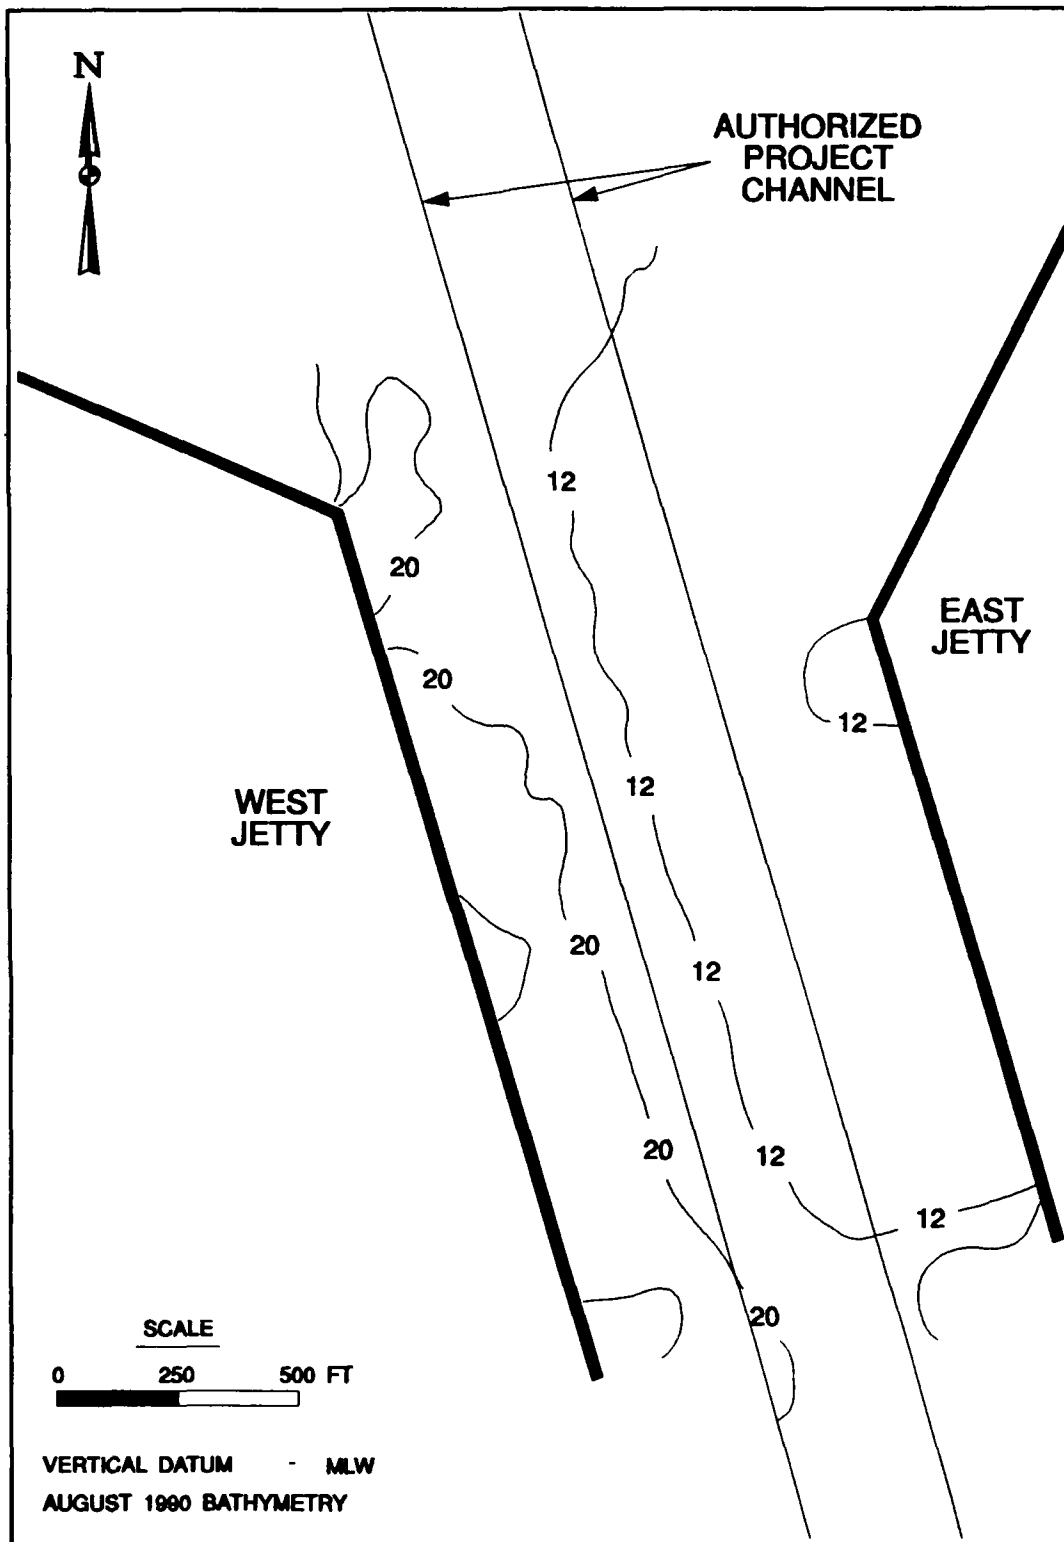 N
AUTHORIZED
PROJECT
CHANNEL
12
20
EAST
JETTY
20
12
12
WEST
JETTY
20
12
20
12
12
20
SCALE
0 250 500 FT
VERTICAL DATUM - MLW
AUGUST 1990 BATHYMETRY